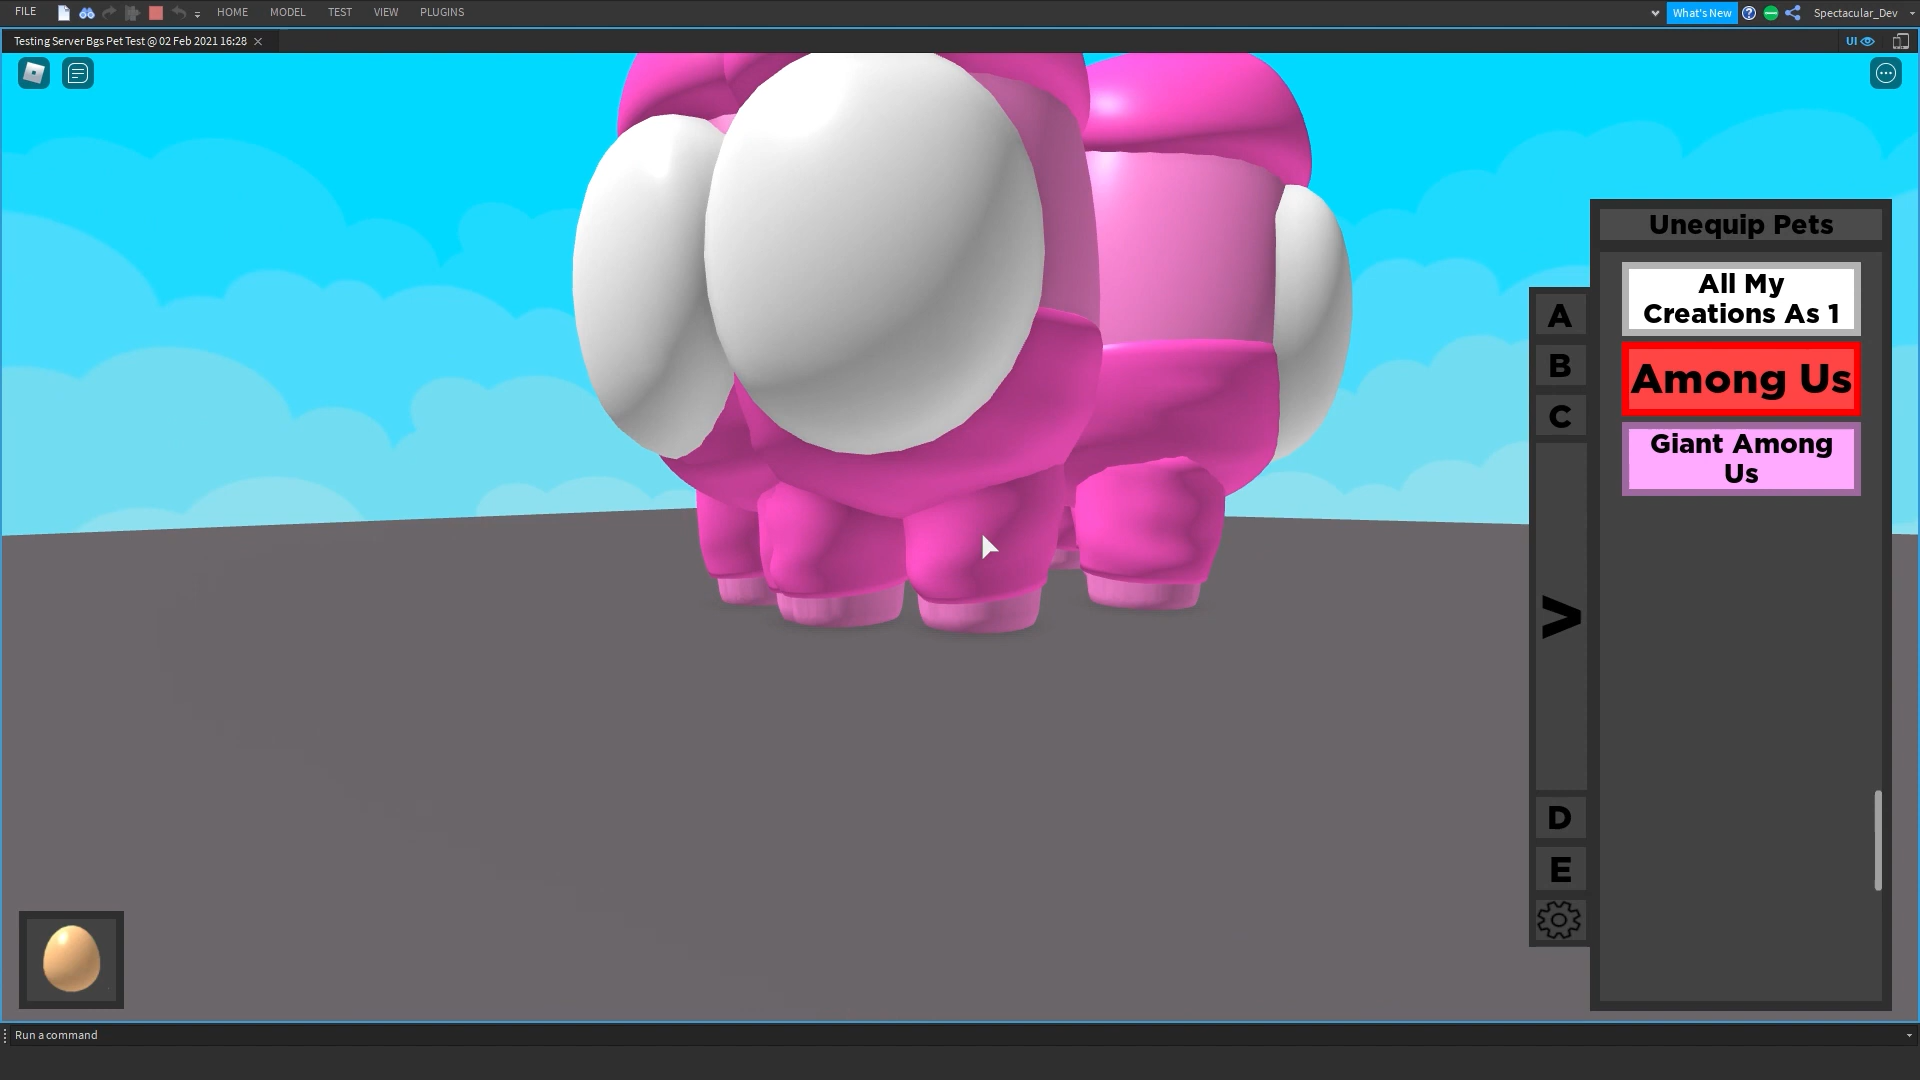 FILE
HOME
MODEL
TEST
VIEW
PLUGINS
What's New
Spectacular_Dev
Testing Server Bgs Pet Test @ 02 Feb 2021 16:28
UI
Unequip Pets
All My
Creations As 1
Among Us
Giant Among
Us
A
B
C
>
D
E
Run a command